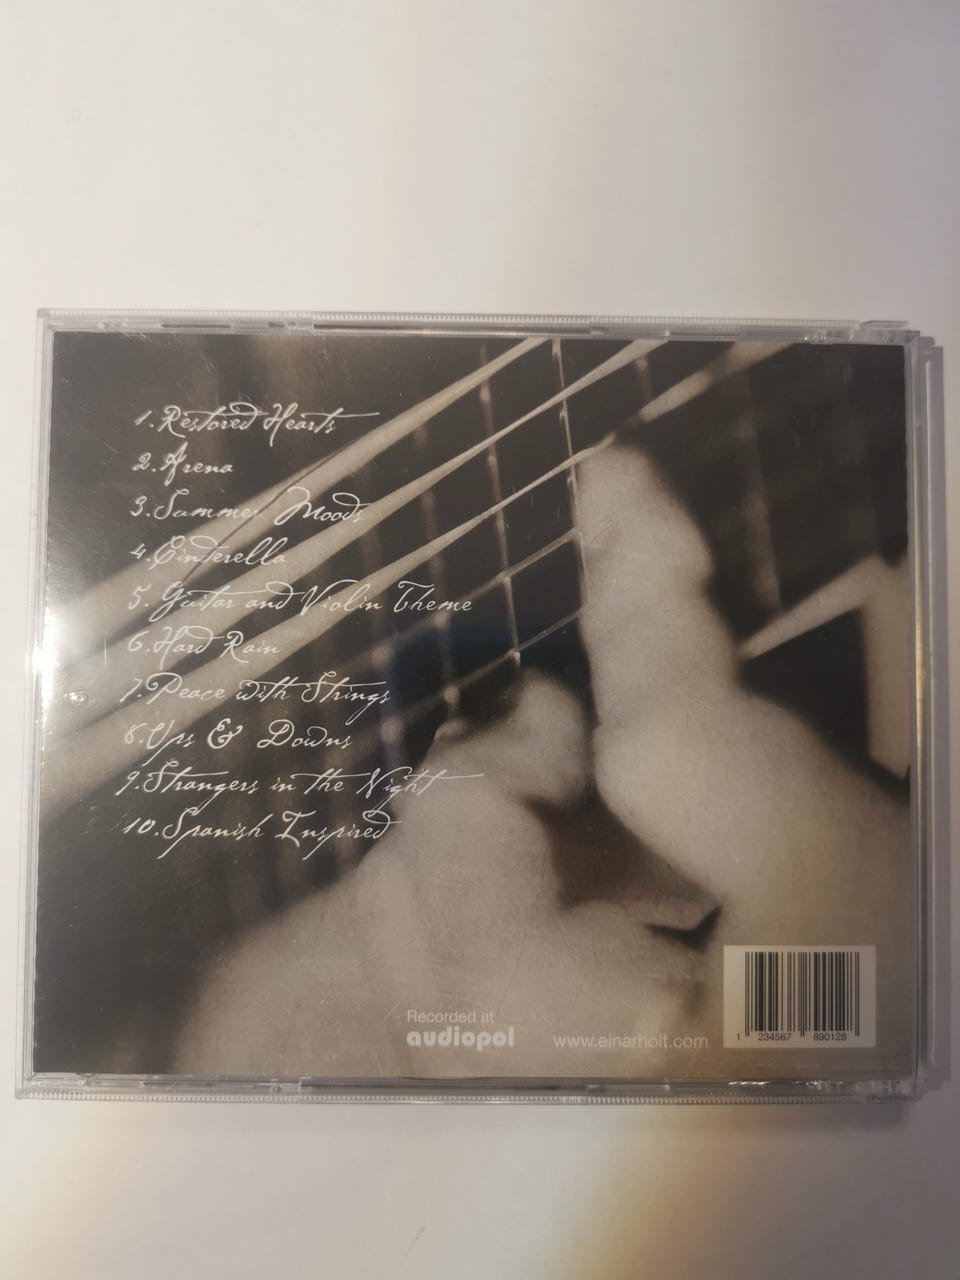 1. Restored Hearts
2. Arena
3. Summer Moods
4. Cinderella
5. Guitar and Violin Theme
6. Hard Rain
7. Peace with Strings
8. Ups & Downs
9. Strangers in the Night
10. Spanish Inspired
Recorded at
audiopol
www.einarholt.com
1 234567 890128